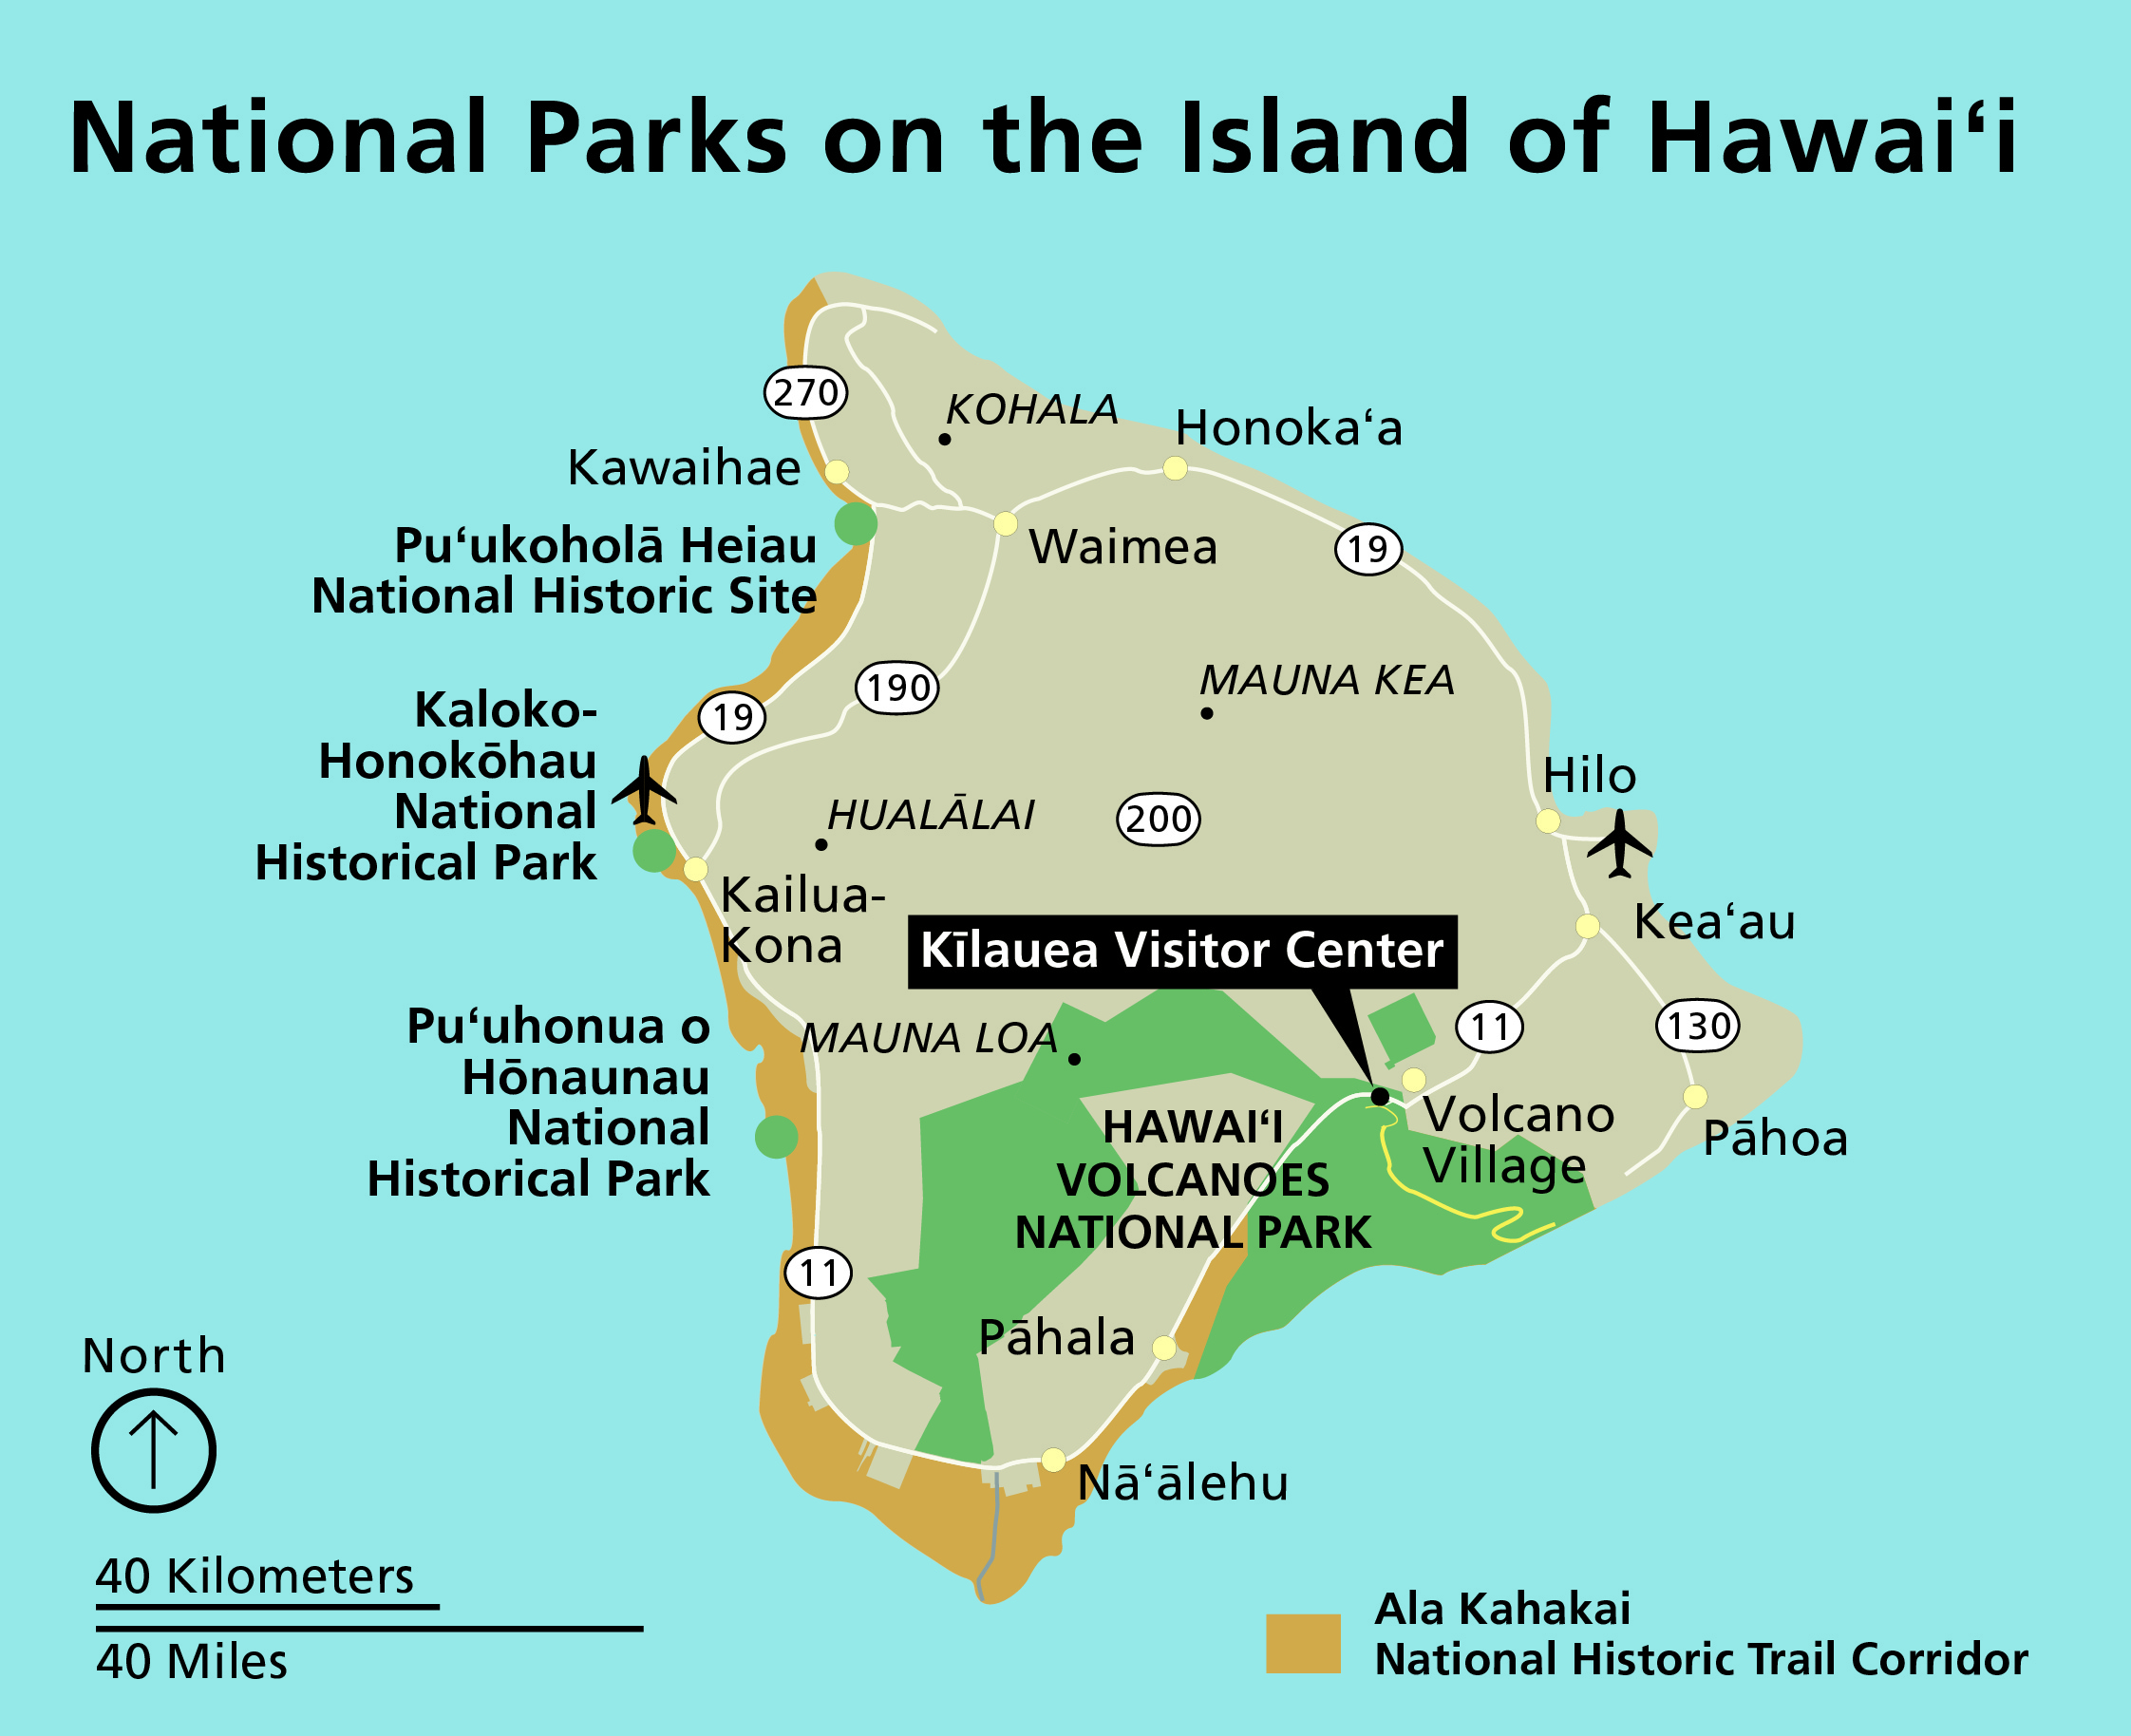 National Parks on the Island of Hawai‘i
270
KOHALA
Honoka‘a
Kawaihae
Pu‘ukoholā Heiau
National Historic Site
Waimea
19
190
MAUNA KEA
19
Kaloko-
Honokōhau
National
Historical Park
HUALĀLAI
200
Hilo
Kailua-
Kona
Kea‘au
Kīlauea Visitor Center
Pu‘uhonua o
Hōnaunau
National
Historical Park
MAUNA LOA
11
130
HAWAI‘I
VOLCANOES
NATIONAL PARK
Volcano
Village
Pāhoa
11
Pāhala
Nā‘ālehu
North
40 Kilometers
40 Miles
Ala Kahakai
National Historic Trail Corridor